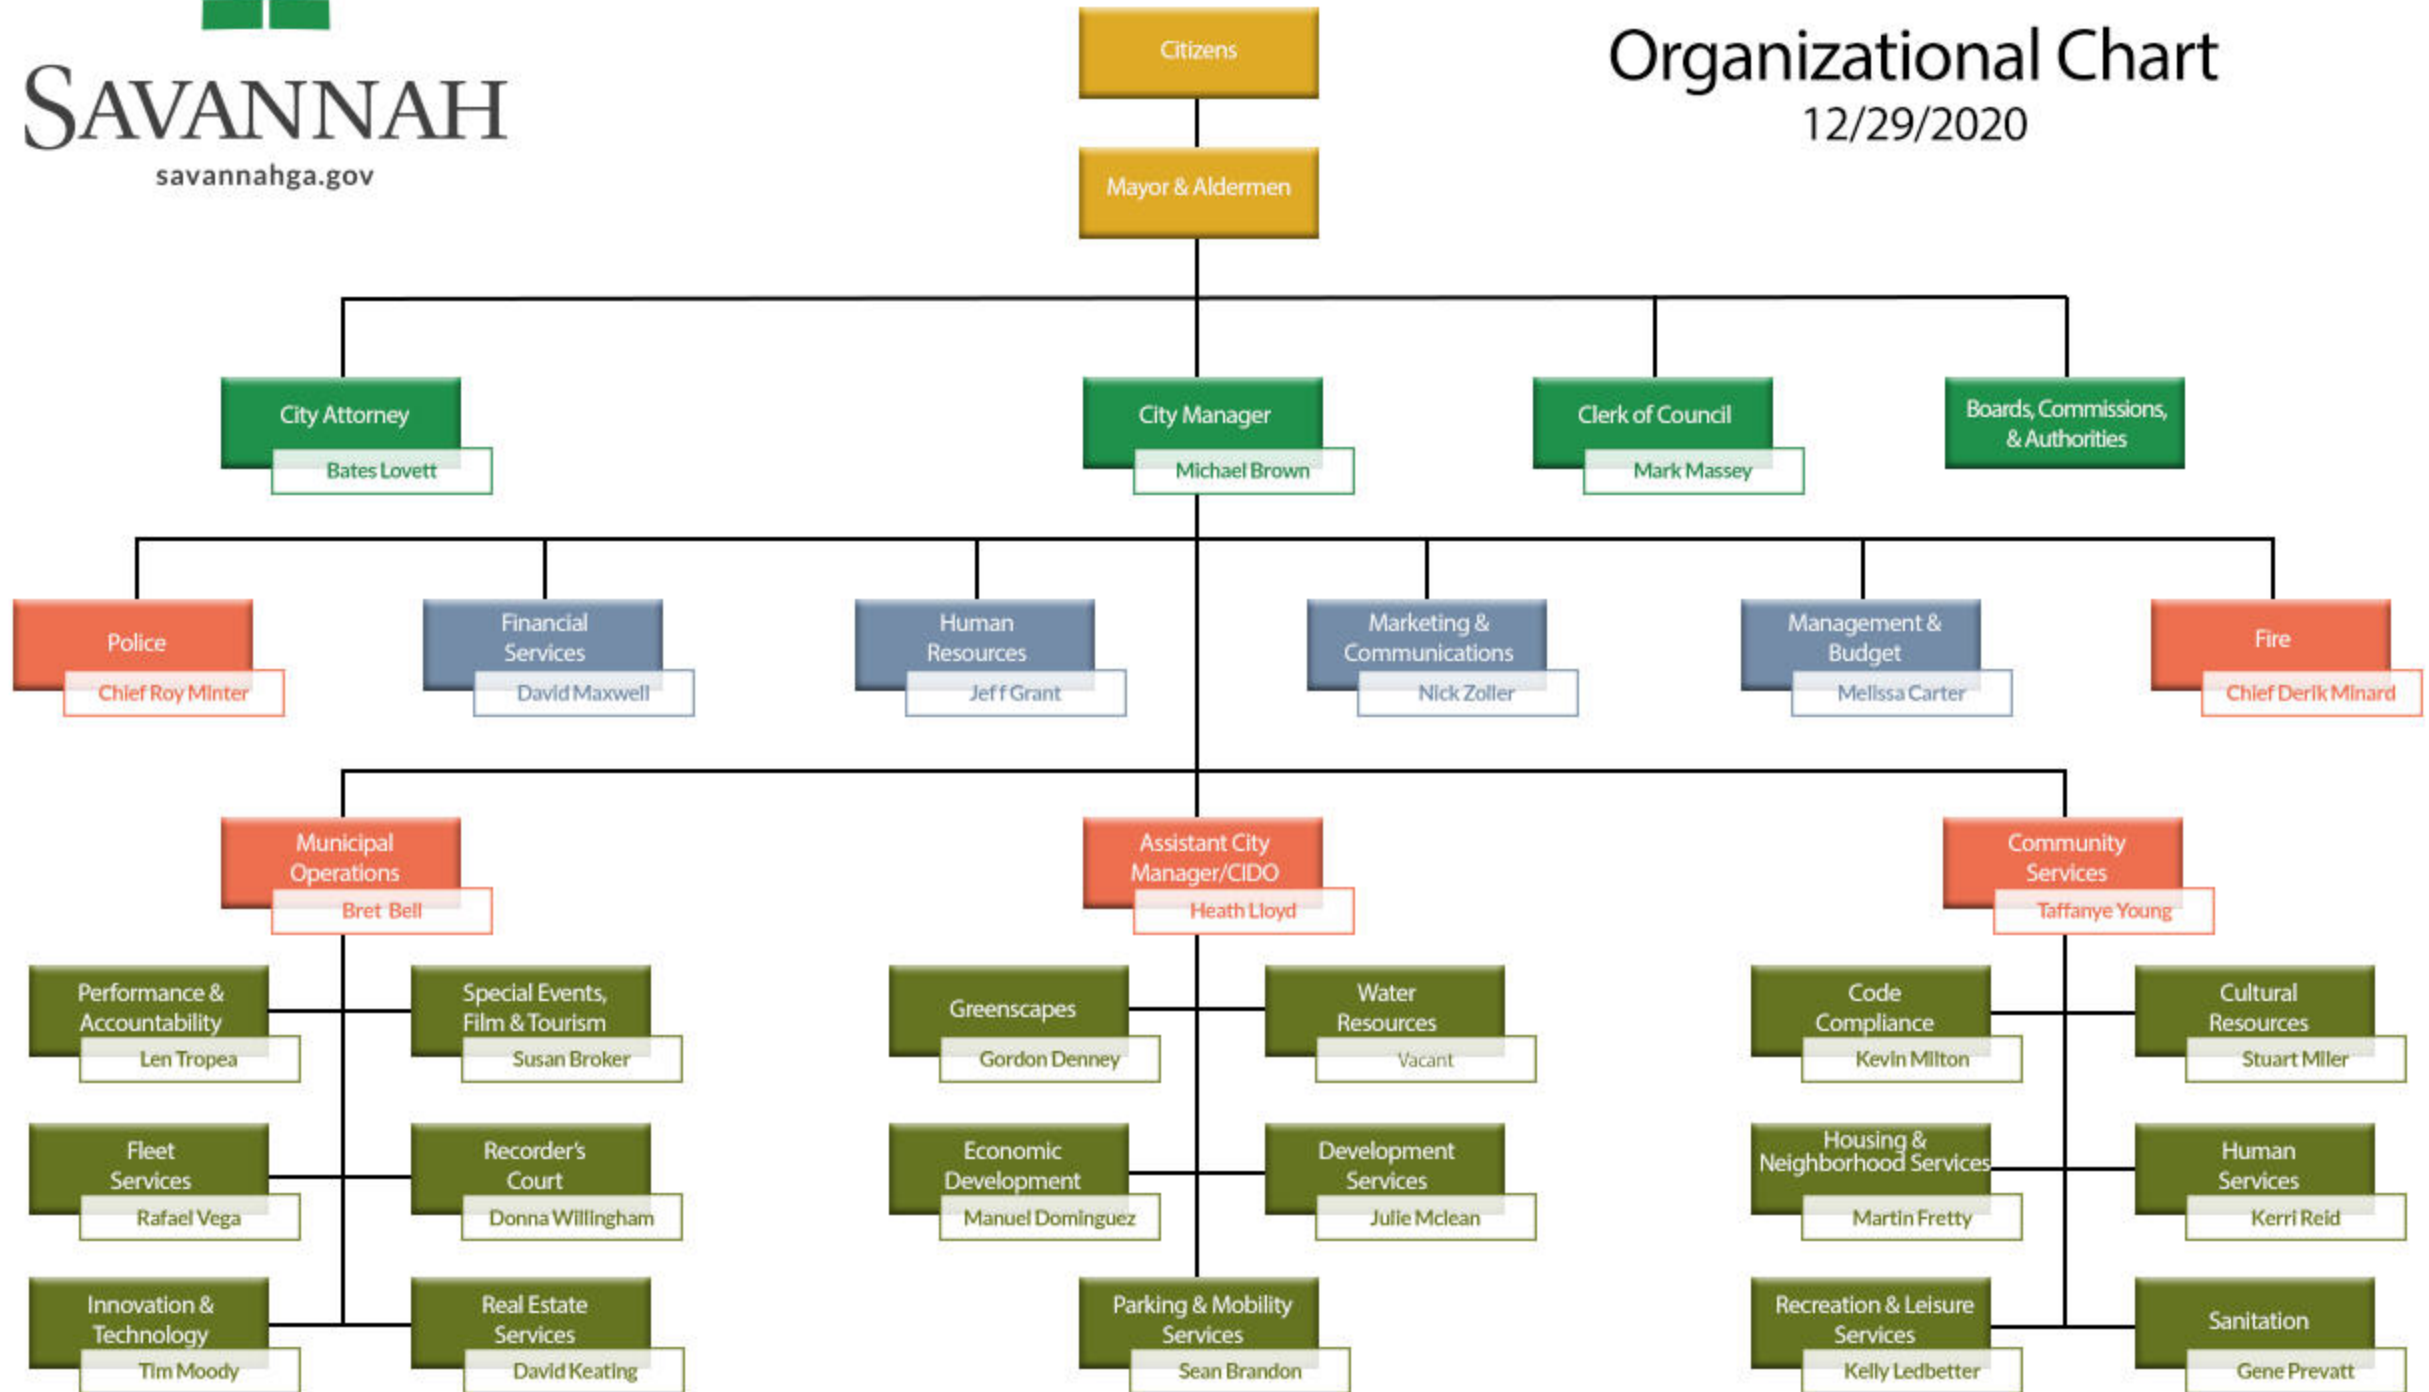 SAVANNAH
savannahga.gov
Organizational Chart
12/29/2020
Citizens
Mayor & Aldermen
City Attorney
Bates Lovett
City Manager
Michael Brown
Clerk of Council
Mark Massey
Boards, Commissions,
& Authorities
Police
Chief Roy Minter
Financial
Services
David Maxwell
Human
Resources
Jeff Grant
Marketing &
Communications
Nick Zoller
Management &
Budget
Melissa Carter
Fire
Chief Derik Minard
Municipal
Operations
Bret Bell
Assistant City
Manager/CIDO
Heath Lloyd
Community
Services
Taffanye Young
Performance &
Accountability
Len Tropea
Special Events,
Film & Tourism
Susan Broker
Greenscapes
Gordon Denney
Water
Resources
Vacant
Code
Compliance
Kevin Milton
Cultural
Resources
Stuart Miler
Fleet
Services
Rafael Vega
Recorder's
Court
Donna Willingham
Economic
Development
Manuel Dominguez
Development
Services
Julie Mclean
Housing &
Neighborhood Services
Martin Fretty
Human
Services
Kerri Reid
Innovation &
Technology
Tim Moody
Real Estate
Services
David Keating
Parking & Mobility
Services
Sean Brandon
Recreation & Leisure
Services
Kelly Ledbetter
Sanitation
Gene Prevatt